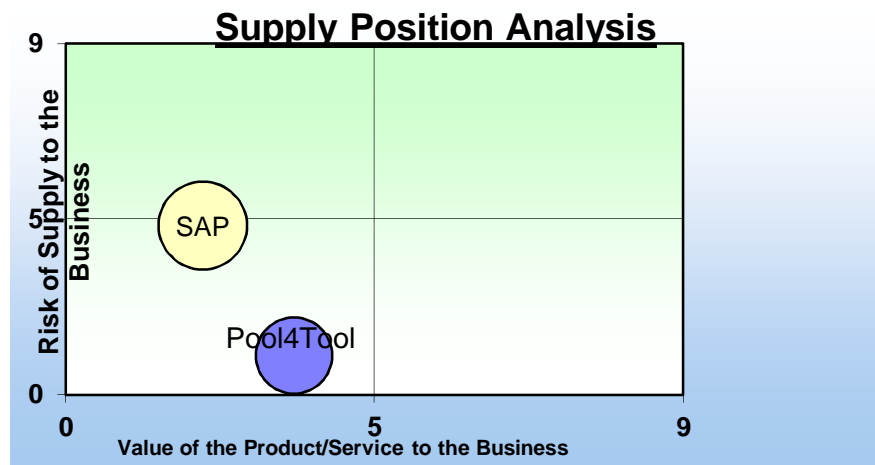 Supply Position Analysis
9
Risk of Supply to the
Business
5
SAP
Pool4Tool
0
0
5
9
Value of the Product/Service to the Business